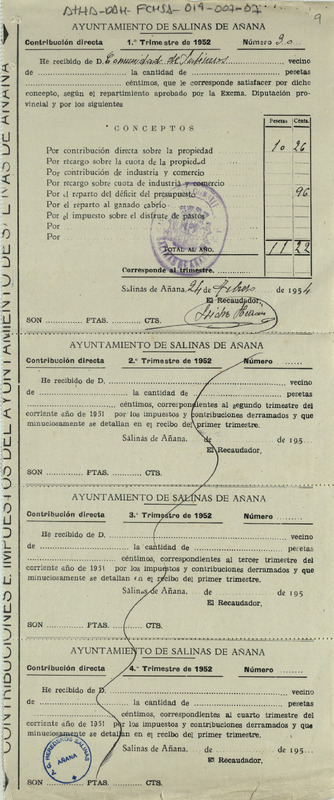 ATHA-DAH-FCHSA-019-007-07
9
AYUNTAMIENTO DE SALINAS DE AÑANA
Contribución directa 1.º Trimestre de 1952 Número 20
He recibido de D. Comunidad de Salineros vecino
de la cantidad de pesetas
céntimos, que le corresponde satisfacer por dicho
concepto, según el repartimiento aprobado por la Exema. Diputación pro-
vincial y por los siguientes
CONCEPTOS
Pesetas Cénts.
Por contribución directa sobre la propiedad 10 26
Por recargo sobre la cuota de la propiedad
Por contribución de industria y comercio
Por recargo sobre cuota de industria y comercio
Por el reparto del déficit del presupuesto 96
Por el reparto al ganado cabrío
Por el impuesto sobre el disfrute de pastos
Por
Por
TOTAL AL AÑO. 11 22
Corresponde al trimestre.
Salinas de Añana, 24 de Febrero de 1954
El Recaudador,
Isidro
SON PTAS. CTS.
AYUNTAMIENTO DE SALINAS DE AÑANA
Contribución directa 2.º Trimestre de 1952 Número
He recibido de D. vecino
de la cantidad de pesetas
céntimos, correspondientes al segundo trimestre del
corriente año de 1951 por los impuestos y contribuciones derramados y que
minuciosamente se detallan en el recibo del primer trimestre.
Salinas de Añana. de de 195
El Recaudador,
SON PTAS. CTS.
AYUNTAMIENTO DE SALINAS DE AÑANA
Contribución directa 3.º Trimestre de 1952 Número
He recibido de D. vecino
de la cantidad de pesetas
céntimos, correspondientes al tercer trimestre del
corriente año de 1951 por los impuestos y contribuciones derramados y que
minuciosamente se detallan en el recibo del primer trimestre.
Salinas de Añana, de de 195
El Recaudador,
SON PTAS. CTS.
AYUNTAMIENTO DE SALINAS DE AÑANA
Contribución directa 4.º Trimestre de 1952 Número
He recibido de D. vecino
de la cantidad de pesetas
céntimos, correspondientes al cuarto trimestre del
corriente año de 1951 por los impuestos y contribuciones derramados y que
minuciosamente se detallan en el recibo del primer trimestre.
Salinas de Añana, de de 195
El Recaudador,
SON PTAS. CTS.
A. G. HEREDEROS SALINAS
AÑANA
CONTRIBUCIONES E IMPUESTOS DEL AYUNTAMIENTO DE SALINAS DE AÑANA